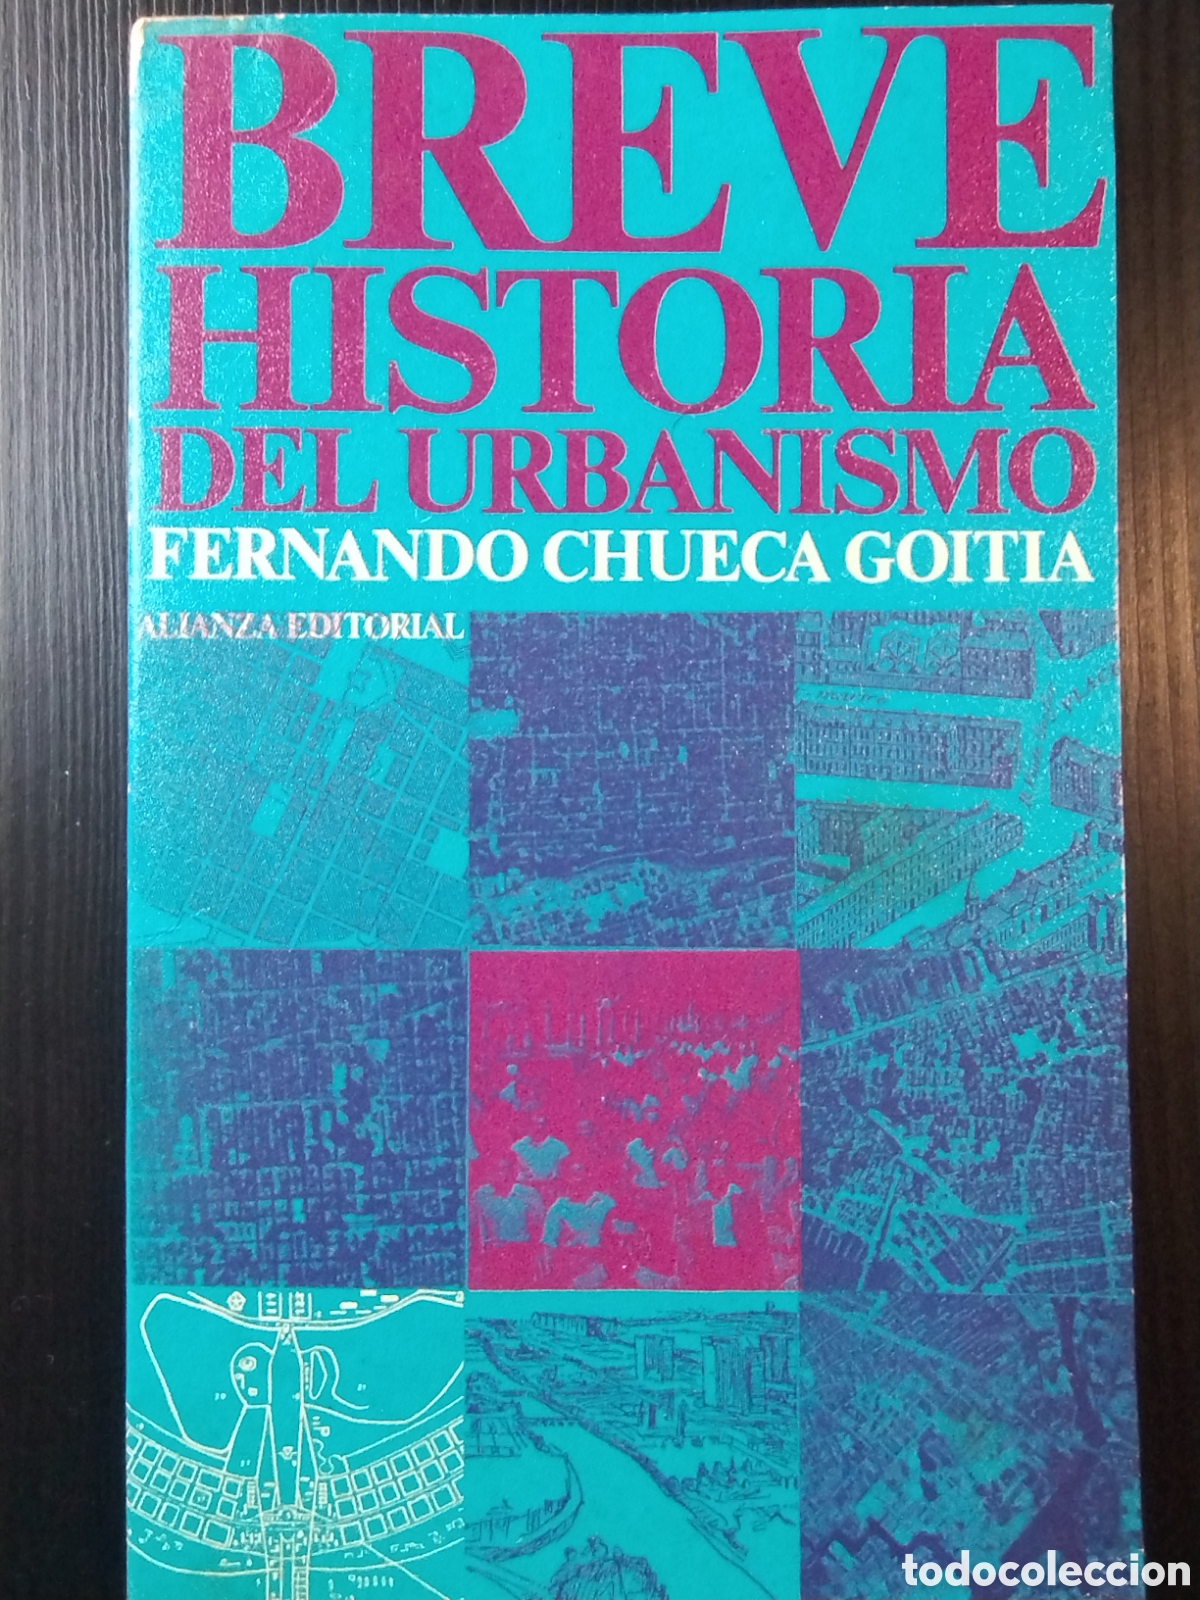 BREVE
HISTORIA
DEL URBANISMO
FERNANDO CHUECA GOITIA
ALIANZA EDITORIAL
todocoleccion